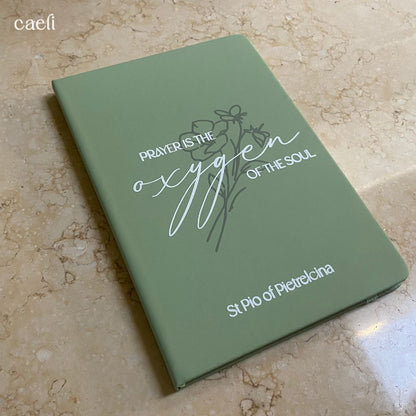 caeli
PRAYER IS THE
oxygen
OF THE SOUL
St Pio of Pietrelcina